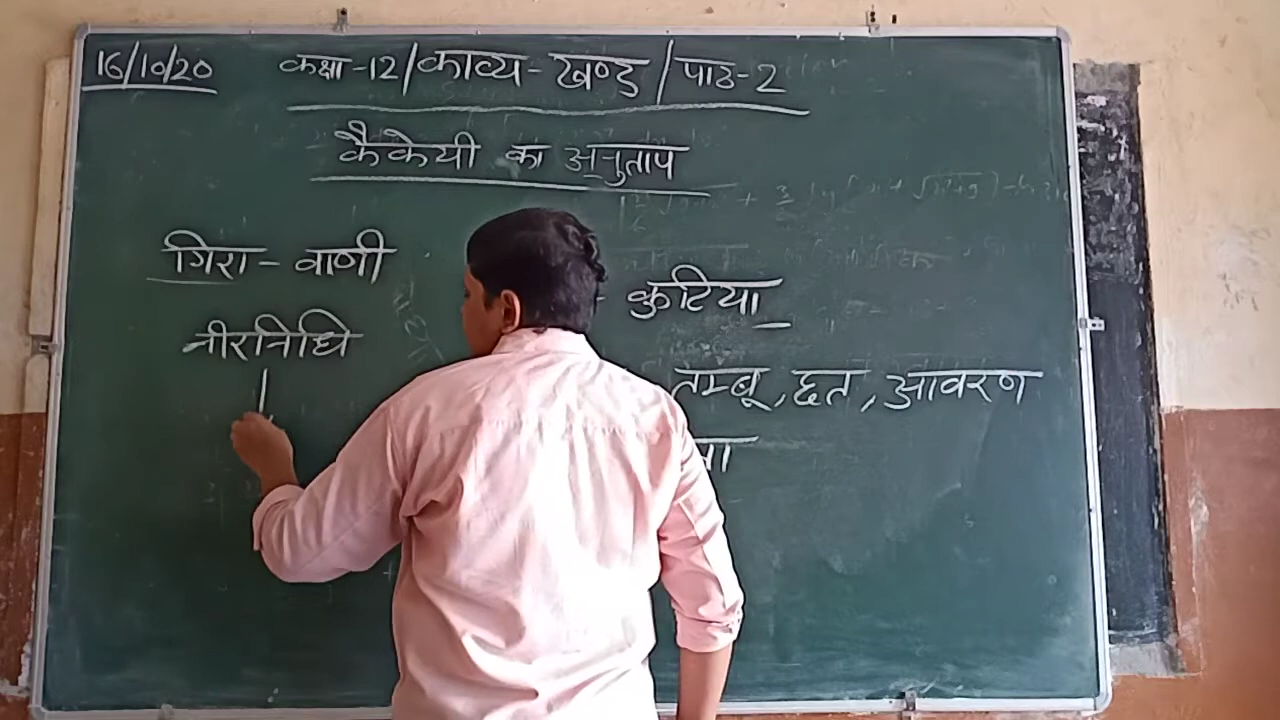 16/10/20 कक्षा-12/काव्य-खण्ड/पाठ-2
कैकेयी का अनुताप
गिरा - वाणी
- कुटिया
नीरनिधि
तम्बू, छत, आवरण